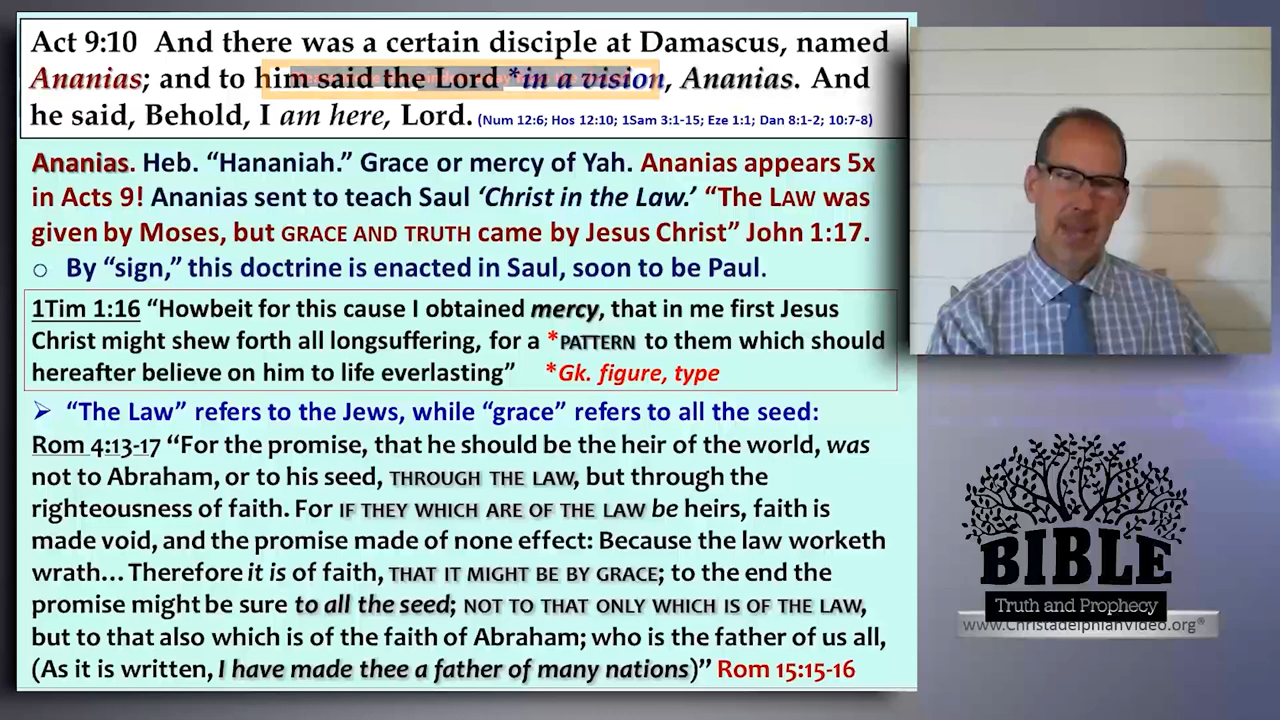 Act 9:10 And there was a certain disciple at Damascus, named
Ananias; and to him said the Lord *in a vision, Ananias. And
he said, Behold, I am here, Lord. (Num 12:6; Hos 12:10; 1Sam 3:1-15; Eze 1:1; Dan 8:1-2; 10:7-8)
Ananias. Heb. “Hananiah.” Grace or mercy of Yah. Ananias appears 5x
in Acts 9! Ananias sent to teach Saul ‘Christ in the Law.’ “The LAW was
given by Moses, but GRACE AND TRUTH came by Jesus Christ” John 1:17.
o By “sign,” this doctrine is enacted in Saul, soon to be Paul.
1Tim 1:16 “Howbeit for this cause I obtained mercy, that in me first Jesus
Christ might shew forth all longsuffering, for a *PATTERN to them which should
hereafter believe on him to life everlasting” *Gk. figure, type
➢ “The Law” refers to the Jews, while “grace” refers to all the seed:
Rom 4:13-17 “For the promise, that he should be the heir of the world, was
not to Abraham, or to his seed, THROUGH THE LAW, but through the
righteousness of faith. For IF THEY WHICH ARE OF THE LAW be heirs, faith is
made void, and the promise made of none effect: Because the law worketh
wrath… Therefore it is of faith, THAT IT MIGHT BE BY GRACE; to the end the
promise might be sure to all the seed; NOT TO THAT ONLY WHICH IS OF THE LAW,
but to that also which is of the faith of Abraham; who is the father of us all,
(As it is written, I have made thee a father of many nations)” Rom 15:15-16
BIBLE
Truth and Prophecy
www.ChristadelphianVideo.org®